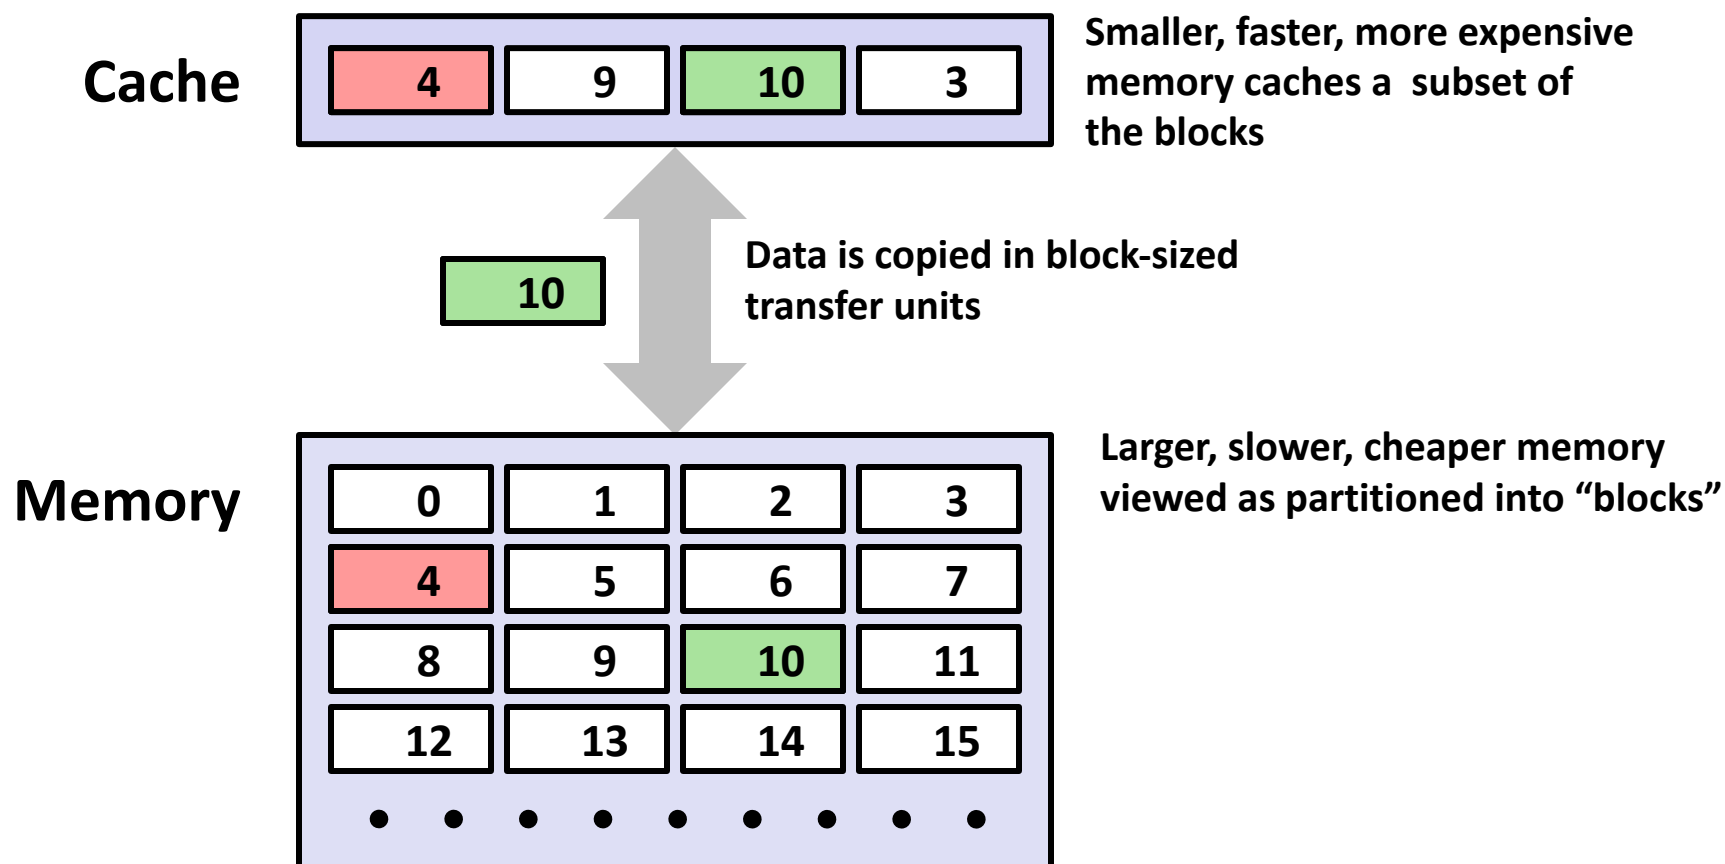 Cache
4 9 10 3
Smaller, faster, more expensive
memory caches a subset of
the blocks
10
Data is copied in block-sized
transfer units
Memory
0 1 2 3
4 5 6 7
8 9 10 11
12 13 14 15
Larger, slower, cheaper memory
viewed as partitioned into “blocks”